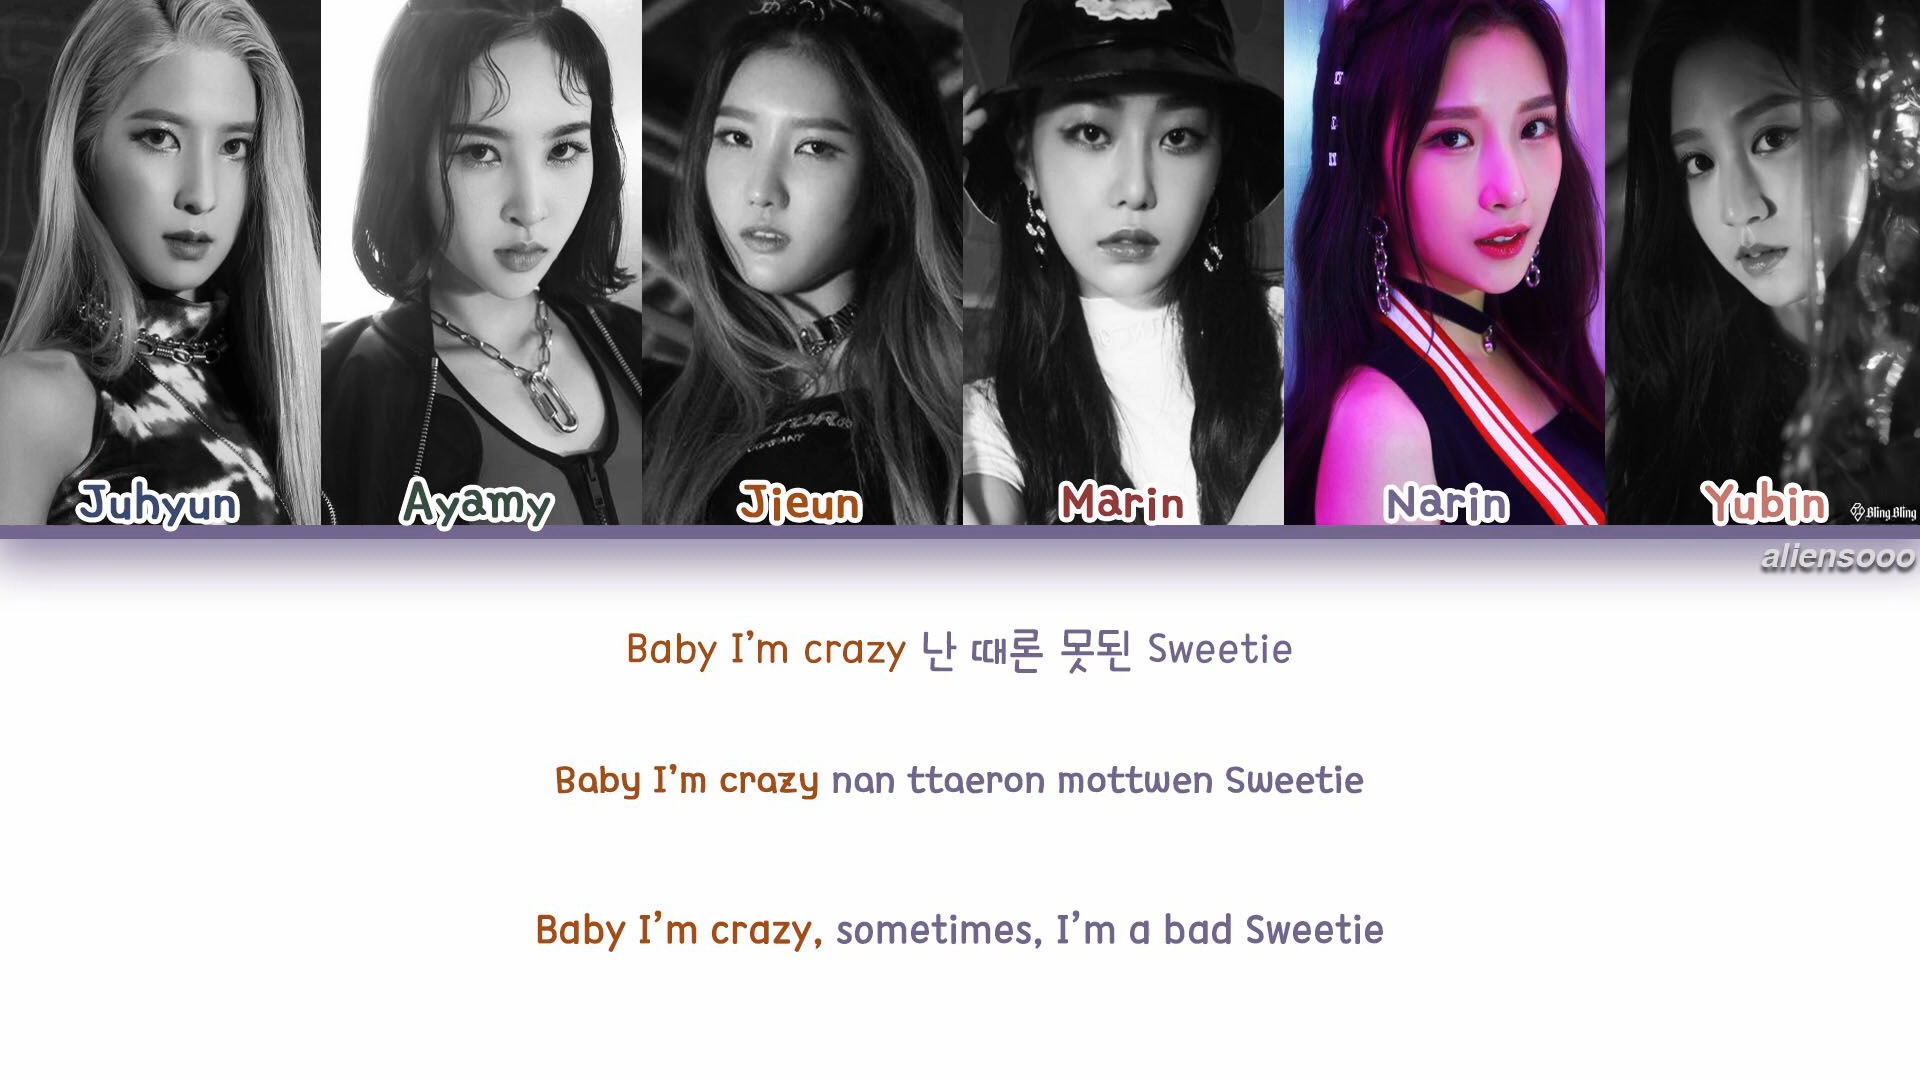 Juhyun
Ayamy
Jieun
Marin
Narin
Yubin
Bling Bling
aliensooo
Baby I’m crazy 난 때론 못된 Sweetie
Baby I’m crazy nan ttaeron mottwen Sweetie
Baby I’m crazy, sometimes, I’m a bad Sweetie